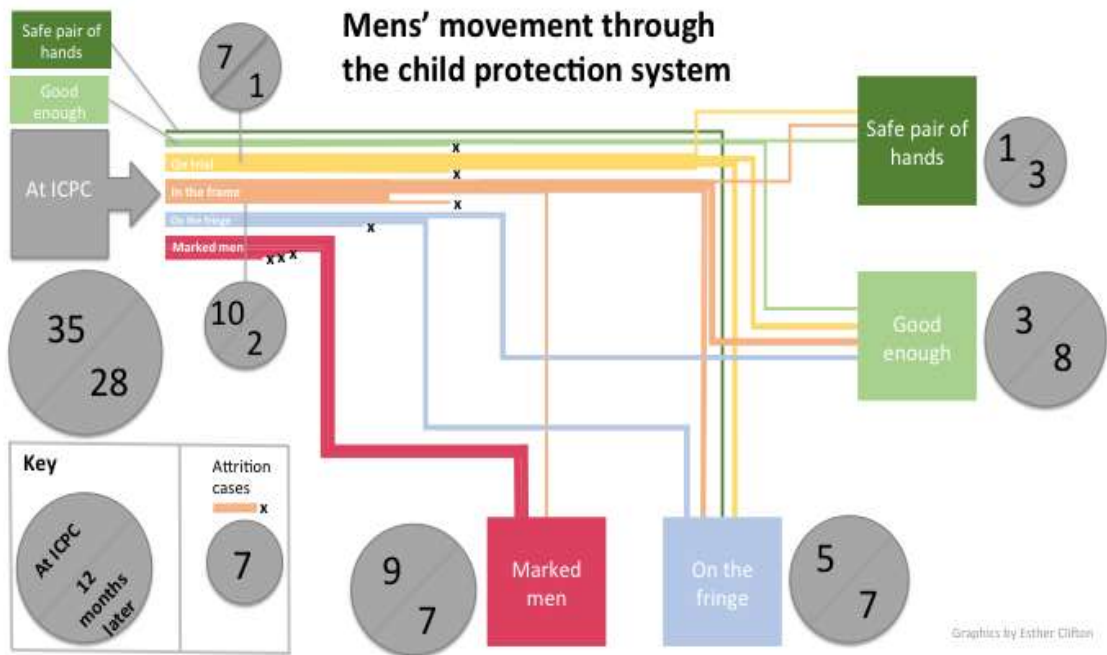 Mens' movement through
the child protection system
Safe pair of
hands
Good
enough
At ICPC
7
1
On trial
In the frame
On the fringe
Marked men
x
x
x
x
x x x
Safe pair of
hands
1
3
35
28
10
2
Good
enough
3
8
Key
At ICPC
12
months
later
Attrition
cases
x
7
9
7
Marked
men
On the
fringe
5
7
Graphics by Esther Clifton